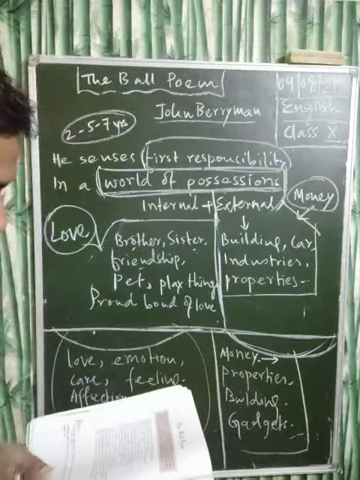 The Ball Poem
John Berryman
09/08/21
English
Class X
2-5-7 yrs
He senses first responsibility
In a world of possessions
Money
Internal + External
Love
Brother, Sister,
friendship,
Pet, play thing
Proud bond of love
Building, Car,
Industries,
properties-
Love, emotion,
care, feeling.
Money →
Properties.
Building.
Gadgets.